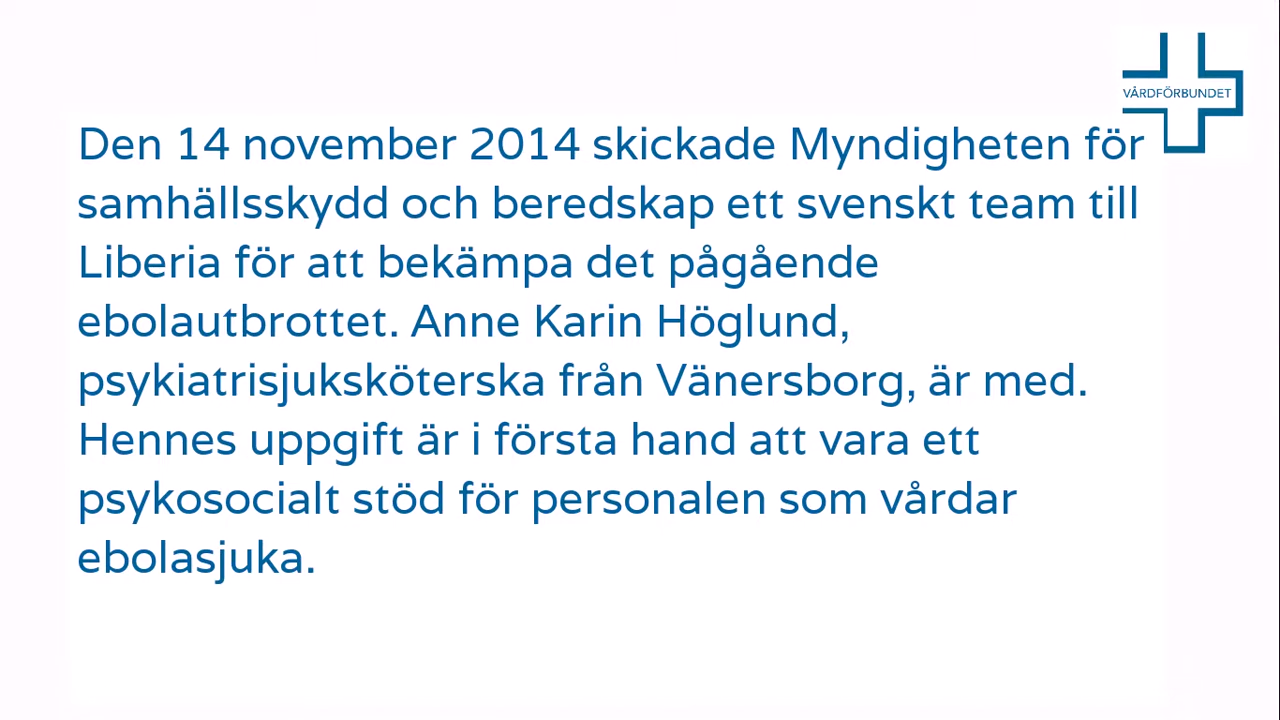 VÅRDFÖRBUNDET
Den 14 november 2014 skickade Myndigheten för
samhällsskydd och beredskap ett svenskt team till
Liberia för att bekämpa det pågående
ebolautbrottet. Anne Karin Höglund,
psykiatrisjuksköterska från Vänersborg, är med.
Hennes uppgift är i första hand att vara ett
psykosocialt stöd för personalen som vårdar
ebolasjuka.